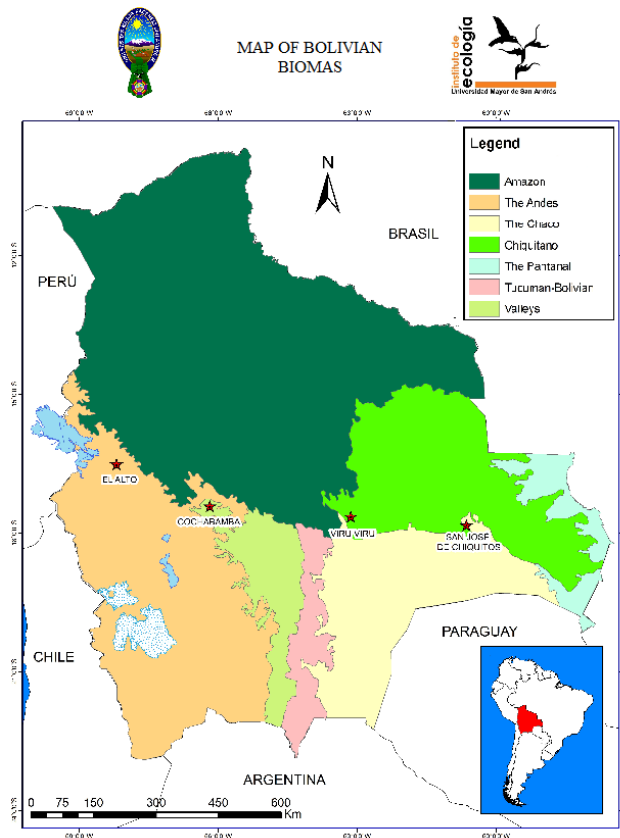 MAP OF BOLIVIAN
BIOMAS
instituto de
ecología
Universidad Mayor de San Andrés
Legend
Amazon
The Andes
The Chaco
Chiquitano
The Pantanal
Tucuman-Bolivian
Valleys
N
BRASIL
PERÚ
EL ALTO
COCHABAMBA
VIRU VIRU
SAN JOSÉ
DE CHIQUITOS
PARAGUAY
CHILE
ARGENTINA
0 75 150 300 450 600
Km